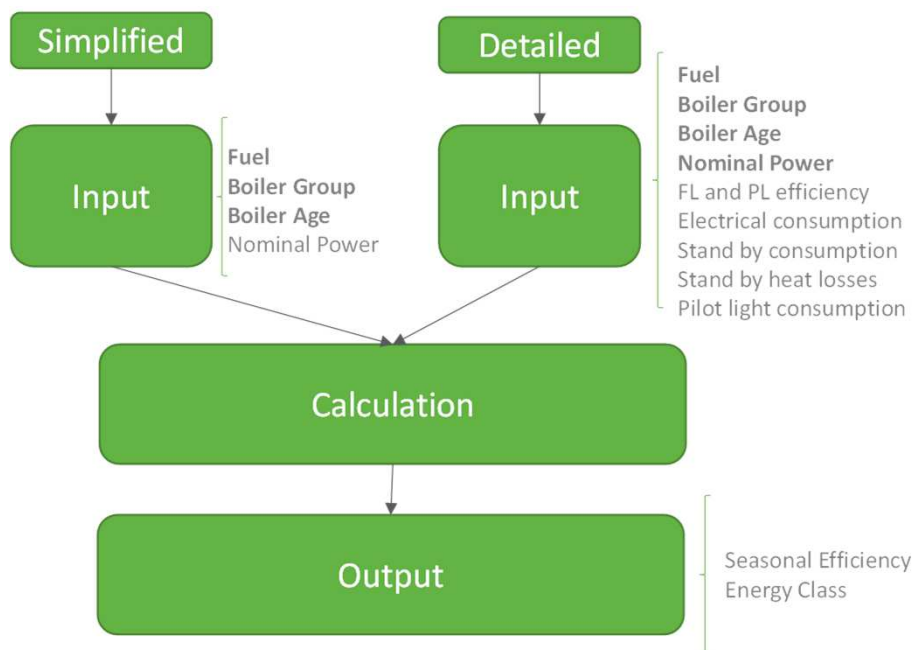 Simplified
Input
Fuel
Boiler Group
Boiler Age
Nominal Power
Detailed
Input
Fuel
Boiler Group
Boiler Age
Nominal Power
FL and PL efficiency
Electrical consumption
Stand by consumption
Stand by heat losses
Pilot light consumption
Calculation
Output
Seasonal Efficiency
Energy Class